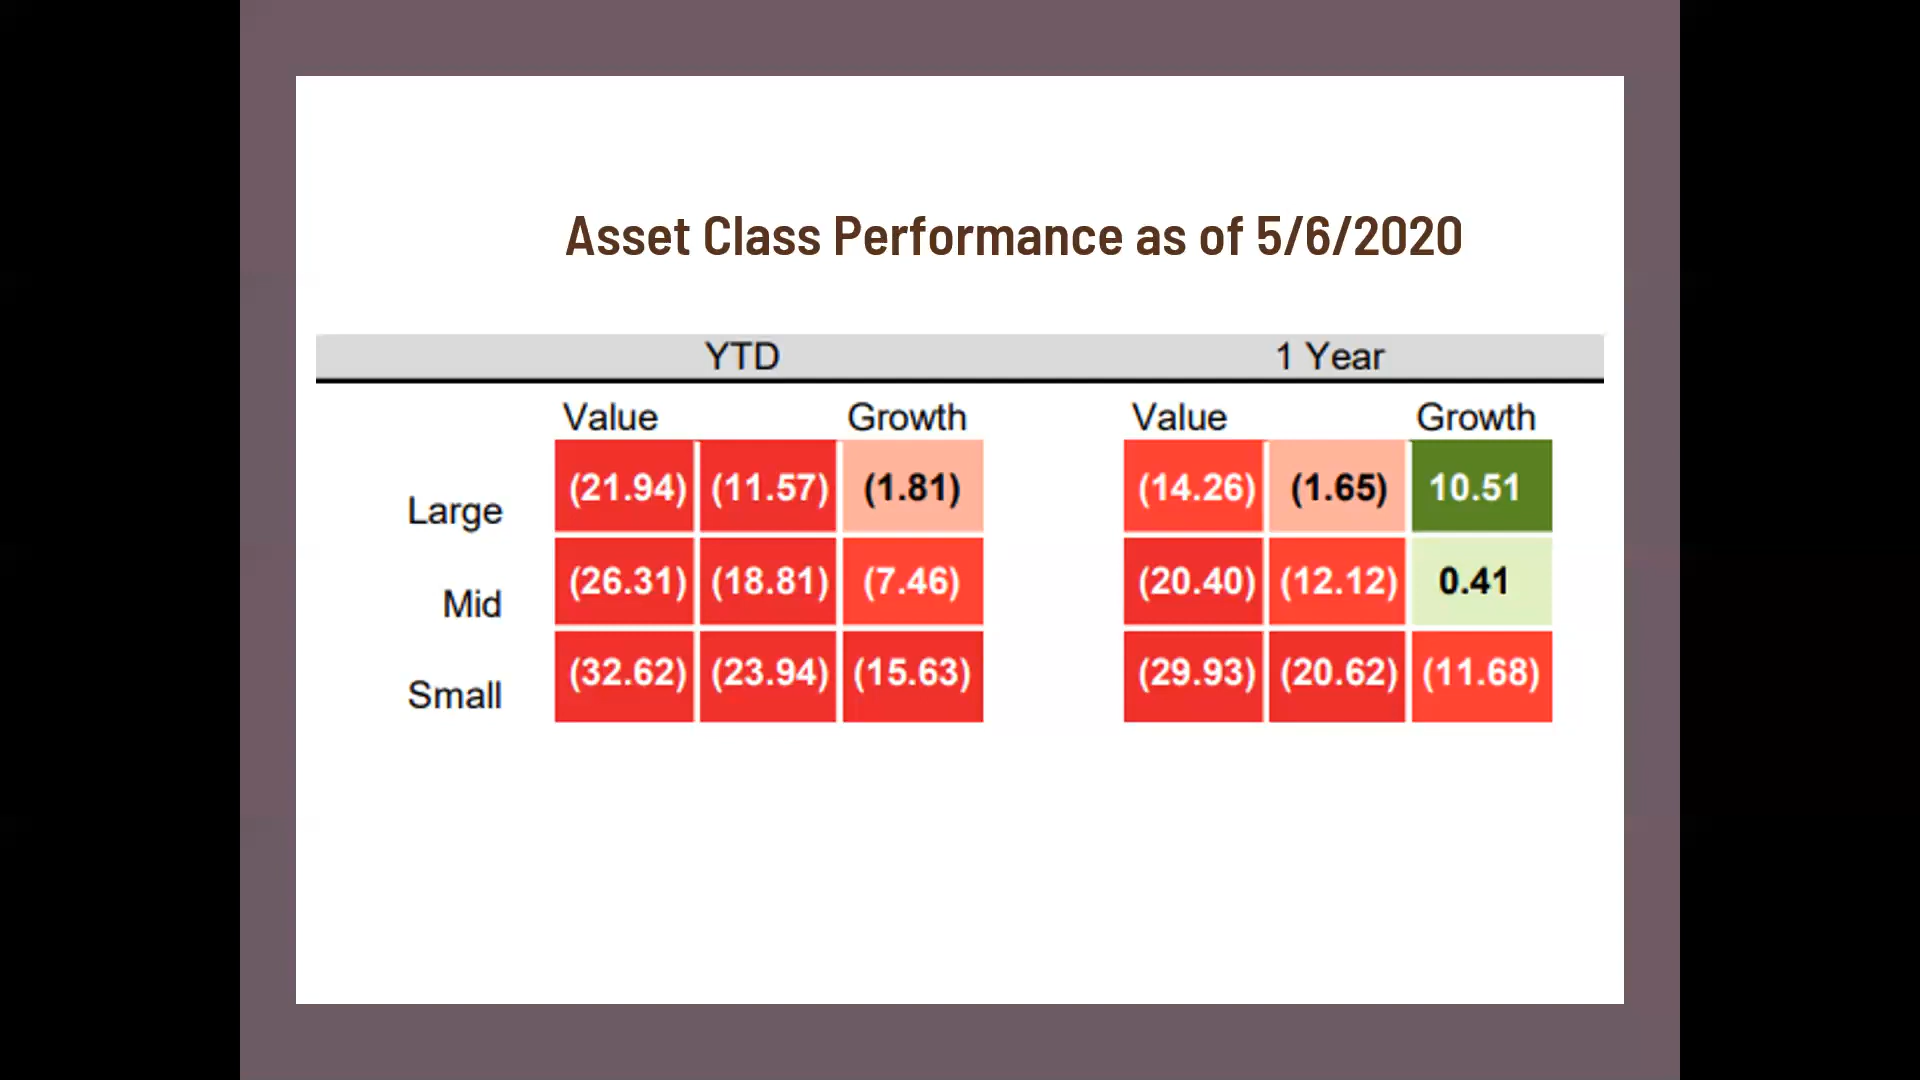 Asset Class Performance as of 5/6/2020
YTD 1 Year
Value Growth Value Growth
Large (21.94) (11.57) (1.81) (14.26) (1.65) 10.51
Mid (26.31) (18.81) (7.46) (20.40) (12.12) 0.41
Small (32.62) (23.94) (15.63) (29.93) (20.62) (11.68)